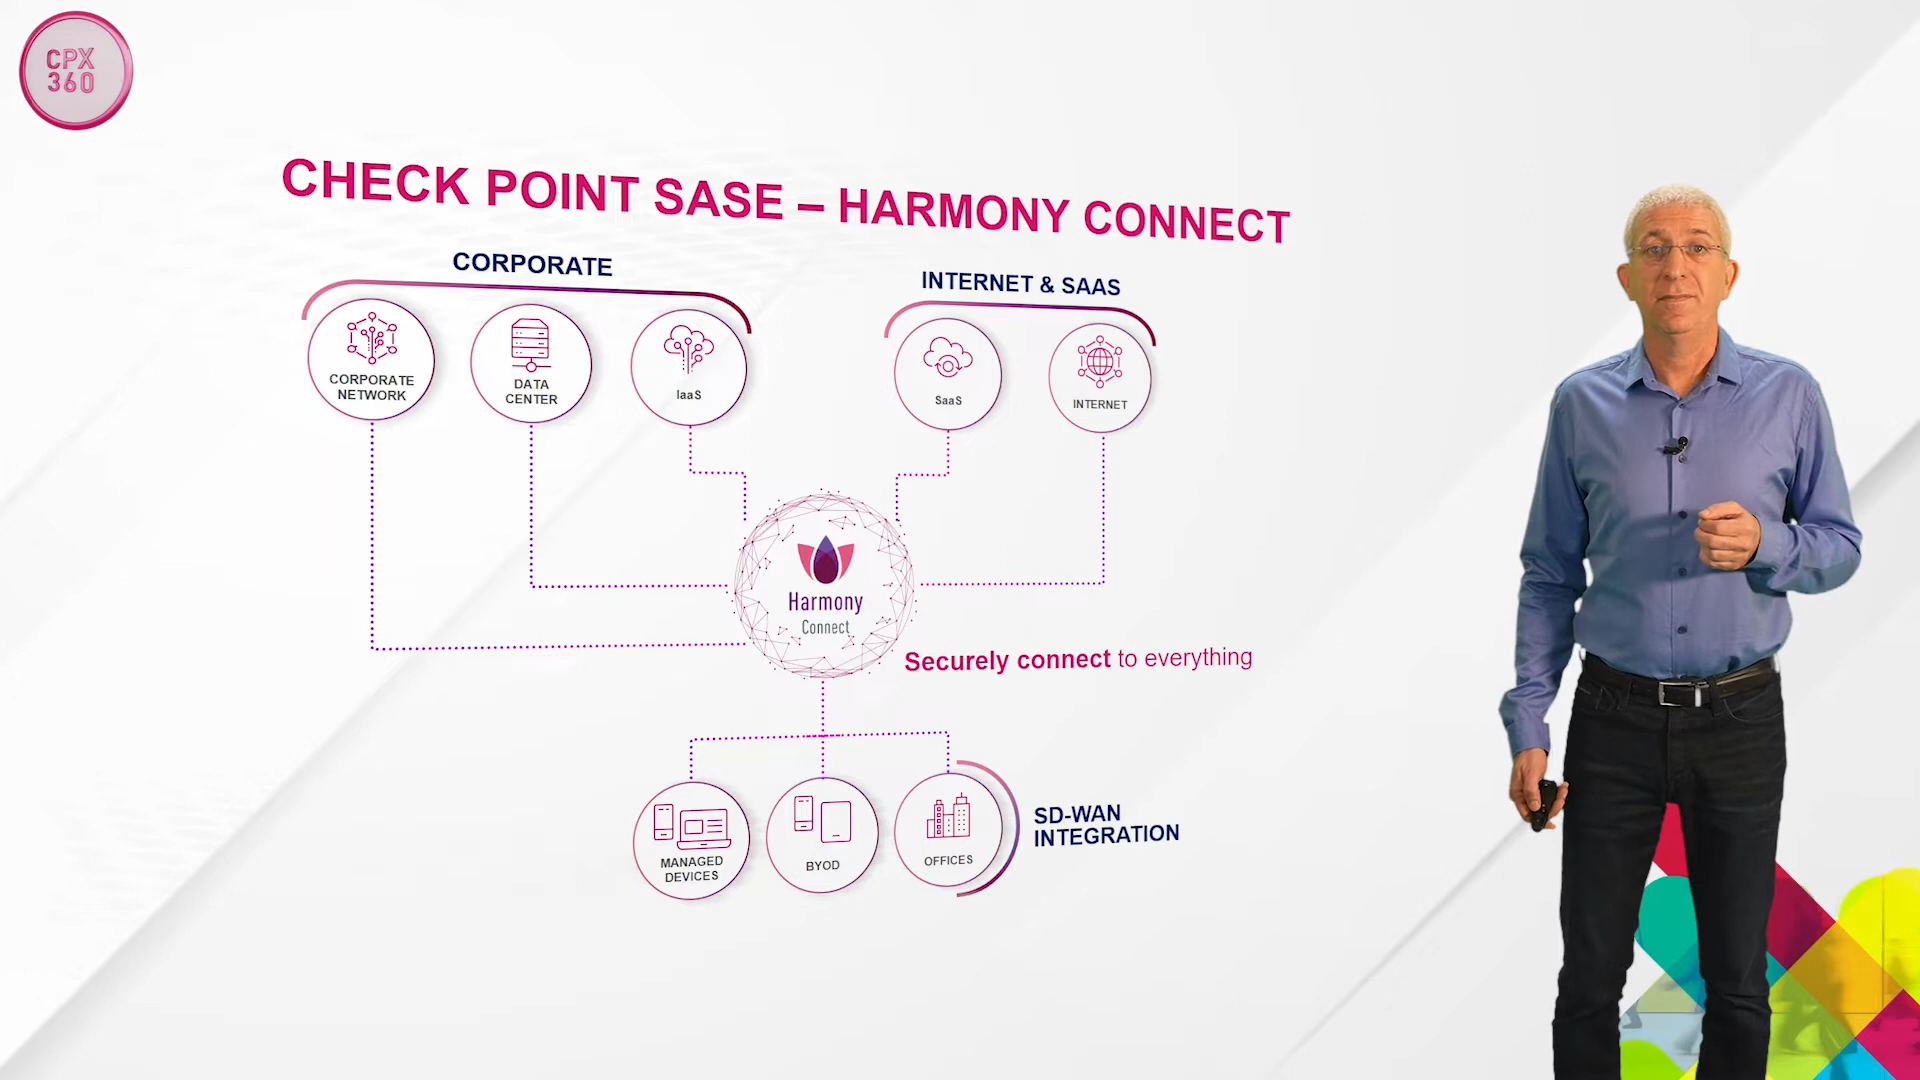 CPX
360
CHECK POINT SASE – HARMONY CONNECT
CORPORATE
INTERNET & SAAS
CORPORATE
NETWORK
DATA
CENTER
IaaS
SaaS
INTERNET
Harmony
Connect
Securely connect to everything
MANAGED
DEVICES
BYOD
OFFICES
SD-WAN
INTEGRATION